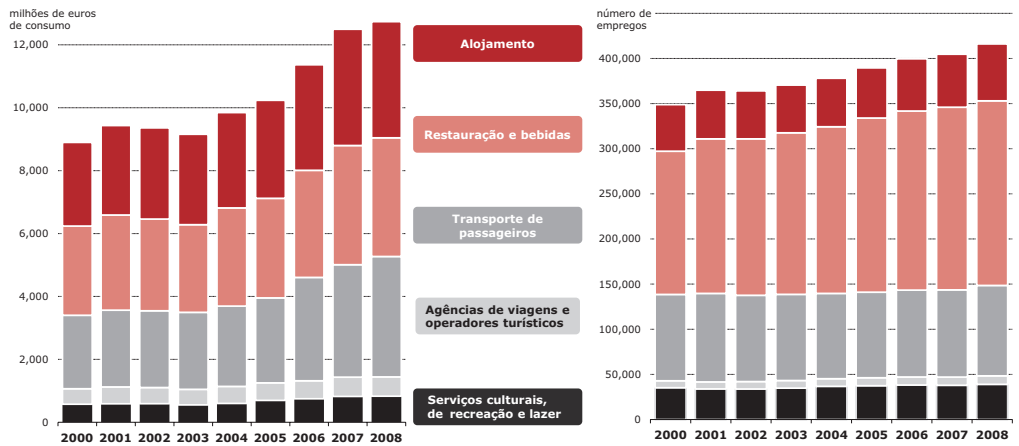 milhões de euros
de consumo
12,000
10,000
8,000
6,000
4,000
2,000
0
2000 2001 2002 2003 2004 2005 2006 2007 2008
Alojamento
Restauração e bebidas
Transporte de
passageiros
Agências de viagens e
operadores turísticos
Serviços culturais,
de recreação e lazer
número de
empregos
400,000
350,000
300,000
250,000
200,000
150,000
100,000
50,000
0
2000 2001 2002 2003 2004 2005 2006 2007 2008